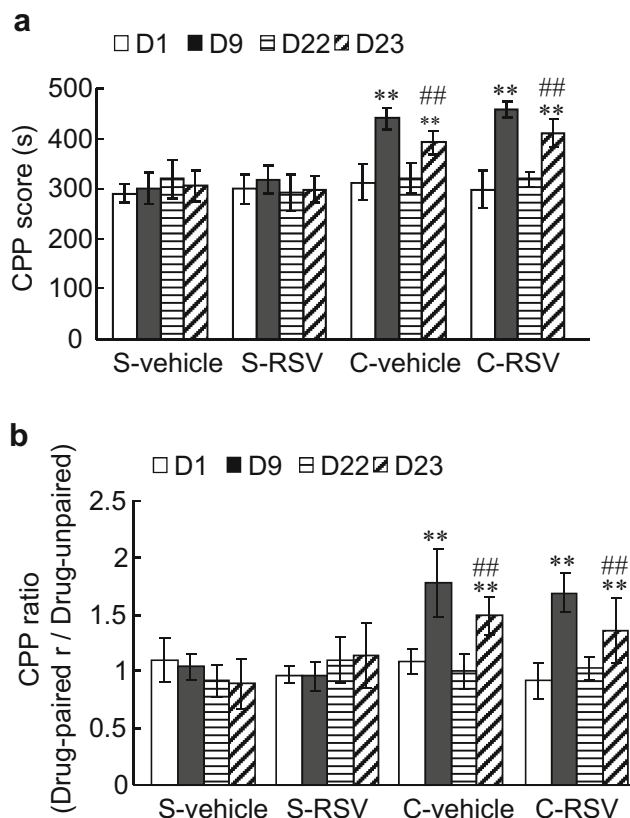 a
D1 D9 D22 D23
CPP score (s)
500
400
300
200
100
0
** ## ** ** ## **
S-vehicle S-RSV C-vehicle C-RSV
b
D1 D9 D22 D23
CPP ratio
(Drug-paired r / Drug-unpaired)
2.5
2
1.5
1
0.5
0
** ## ** ** ## **
S-vehicle S-RSV C-vehicle C-RSV